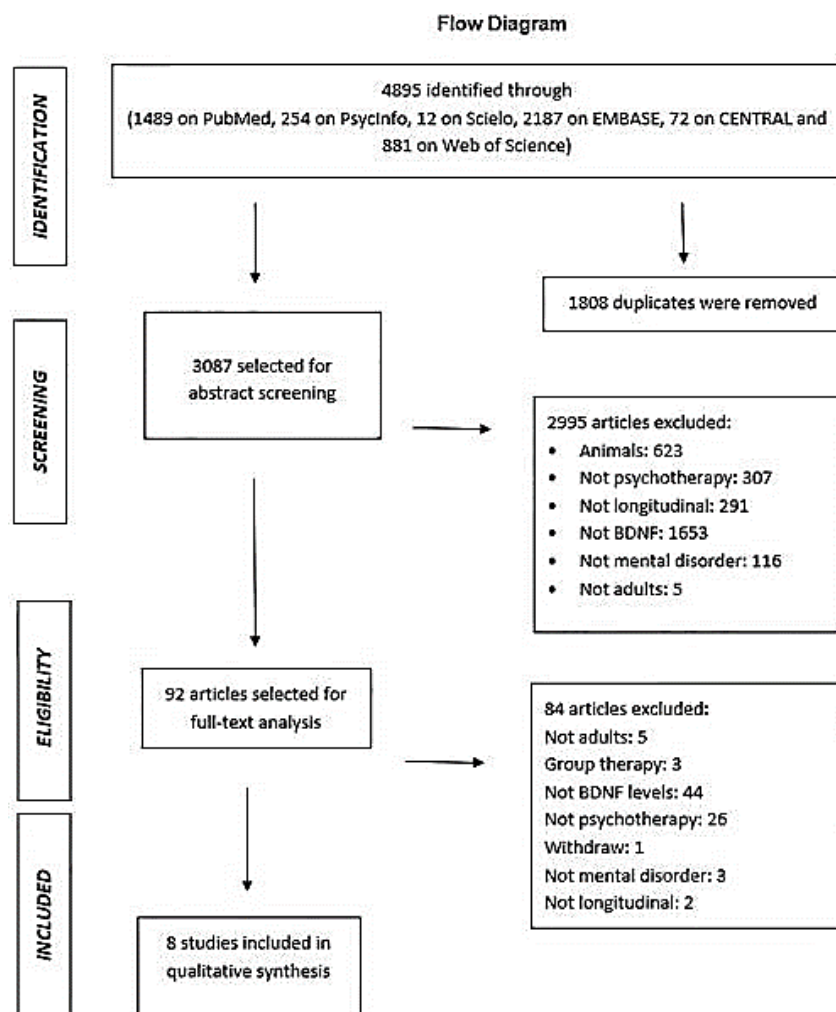 Flow Diagram
IDENTIFICATION
4895 identified through
(1489 on PubMed, 254 on PsycInfo, 12 on Scielo, 2187 on EMBASE, 72 on CENTRAL and
881 on Web of Science)
1808 duplicates were removed
SCREENING
3087 selected for
abstract screening
2995 articles excluded:
• Animals: 623
• Not psychotherapy: 307
• Not longitudinal: 291
• Not BDNF: 1653
• Not mental disorder: 116
• Not adults: 5
ELIGIBILITY
92 articles selected for
full-text analysis
84 articles excluded:
Not adults: 5
Group therapy: 3
Not BDNF levels: 44
Not psychotherapy: 26
Withdraw: 1
Not mental disorder: 3
Not longitudinal: 2
INCLUDED
8 studies included in
qualitative synthesis